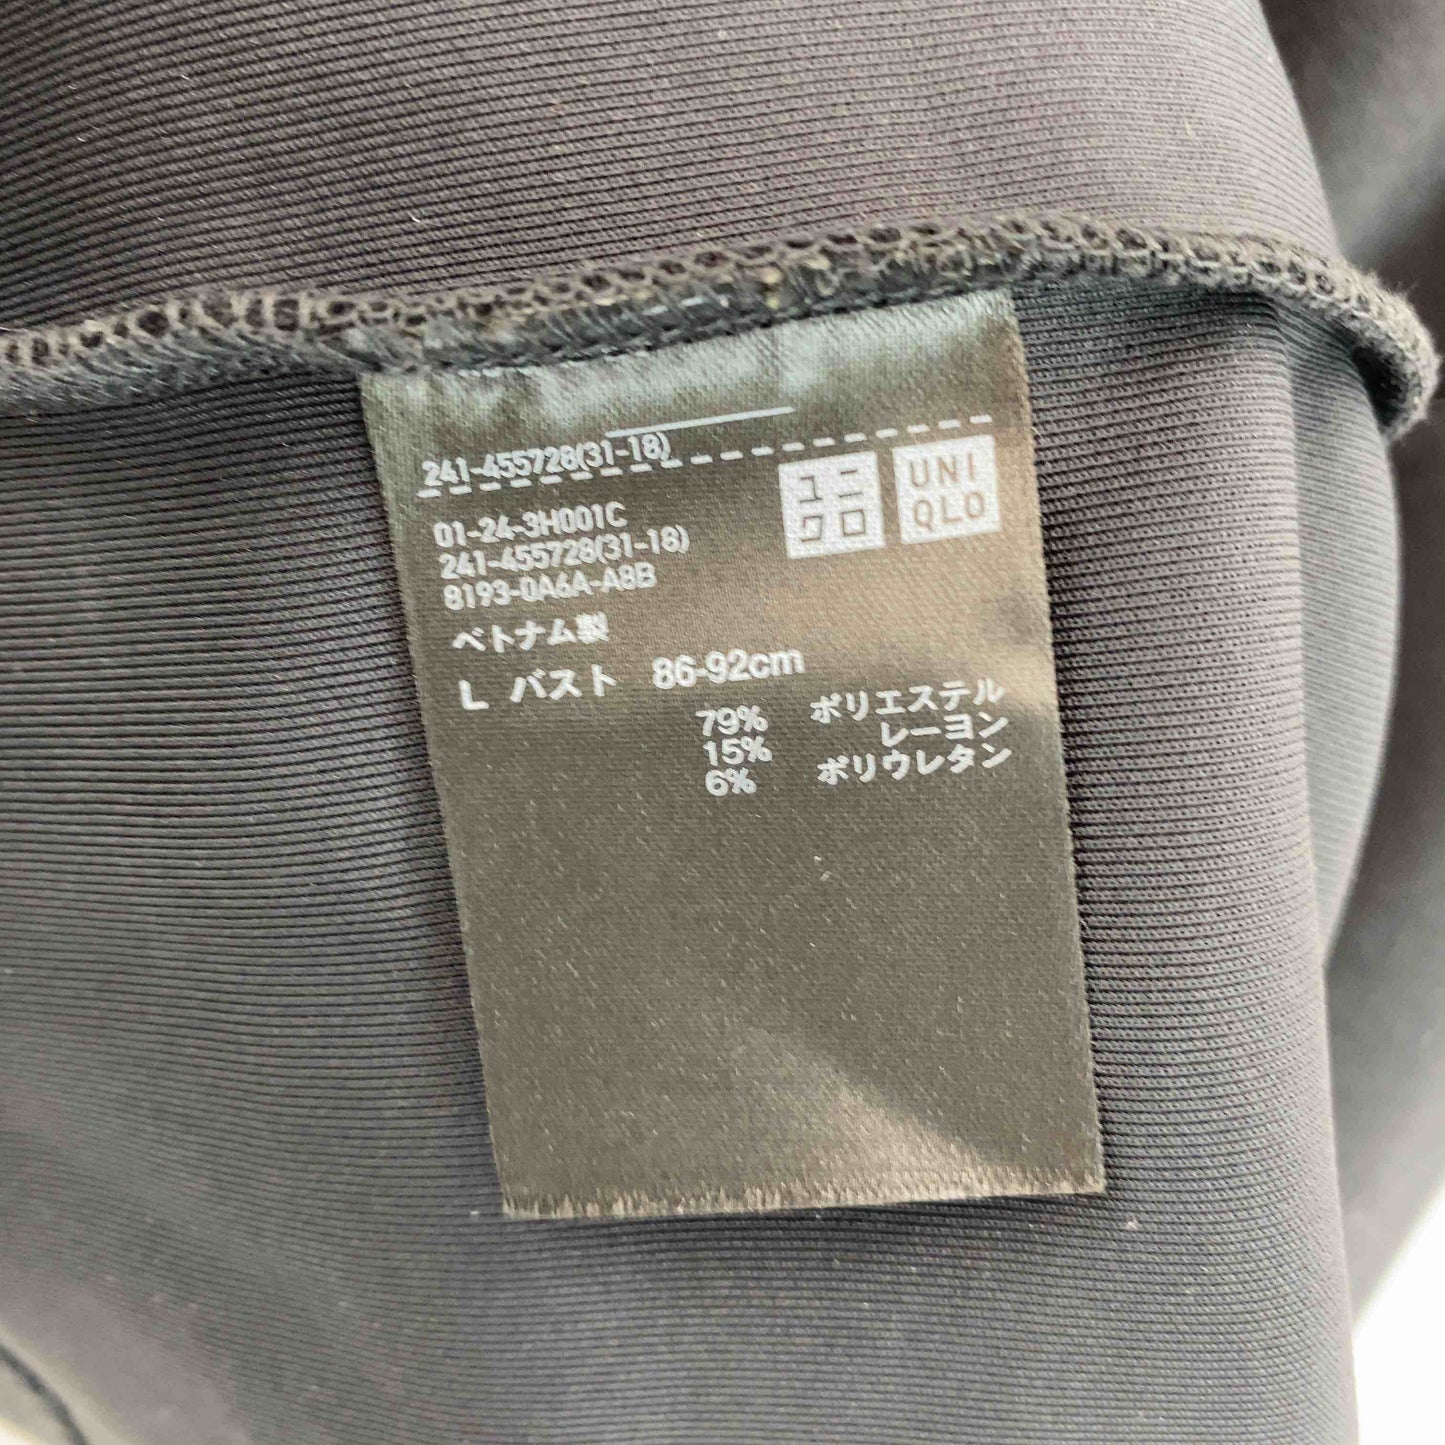 241-455728(31-18)
ユニ
クロ
UNI
QLO
01-24-3H001C
241-455728(31-18)
8193-0A6A-A8B
ベトナム製
L バスト 86-92cm
79% ポリエステル
15% レーヨン
6% ポリウレタン